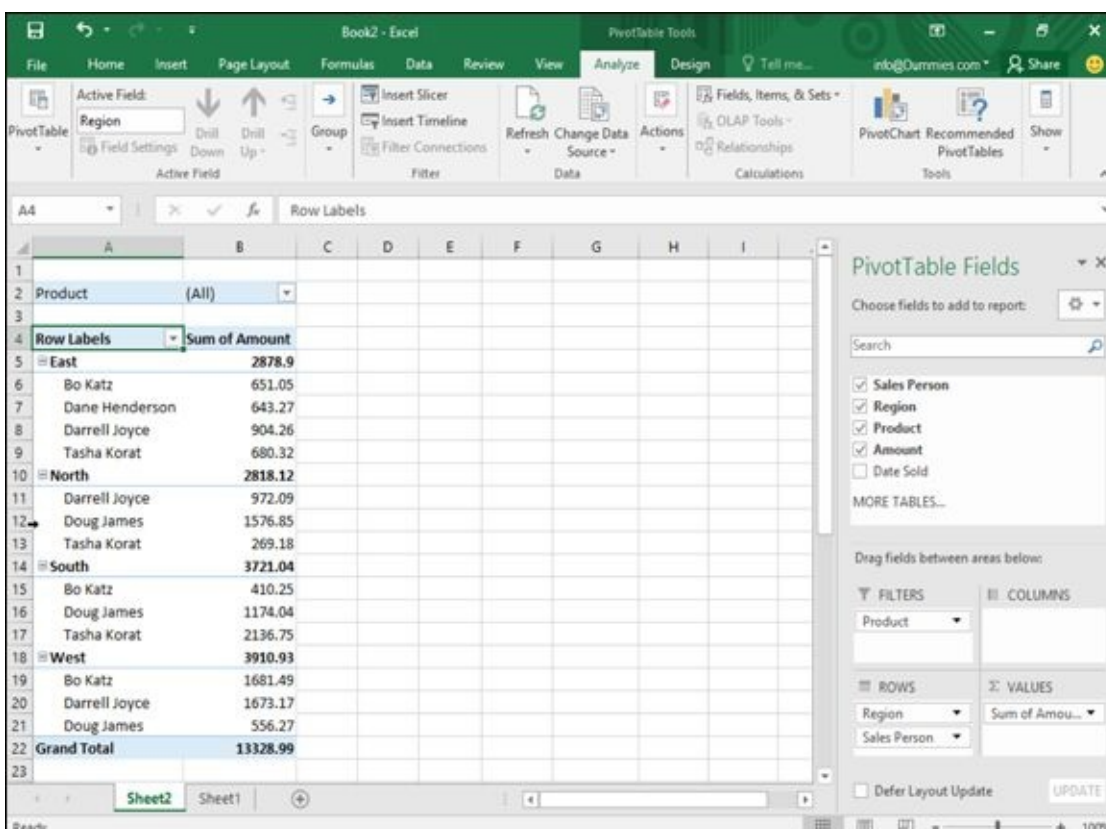 Book2 - Excel
PivotTable Tools
File Home Insert Page Layout Formulas Data Review View Analyze Design Tell me... info@Dummies.com Share
PivotTable
Active Field:
Region
Field Settings
Drill Down
Drill Up
Active Field
Group
Insert Slicer
Insert Timeline
Filter Connections
Filter
Refresh
Change Data Source
Data
Actions
Fields, Items, & Sets
OLAP Tools
Relationships
Calculations
PivotChart
Recommended PivotTables
Tools
Show
A4 fx Row Labels
A B C D E F G H I
1
2 Product (All)
3
4 Row Labels Sum of Amount
5 East 2878.9
6 Bo Katz 651.05
7 Dane Henderson 643.27
8 Darrell Joyce 904.26
9 Tasha Korat 680.32
10 North 2818.12
11 Darrell Joyce 972.09
12 Doug James 1576.85
13 Tasha Korat 269.18
14 South 3721.04
15 Bo Katz 410.25
16 Doug James 1174.04
17 Tasha Korat 2136.75
18 West 3910.93
19 Bo Katz 1681.49
20 Darrell Joyce 1673.17
21 Doug James 556.27
22 Grand Total 13328.99
23
PivotTable Fields
Choose fields to add to report:
Search
Sales Person
Region
Product
Amount
Date Sold
MORE TABLES...
Drag fields between areas below:
FILTERS
Product
COLUMNS
ROWS
Region
Sales Person
Σ VALUES
Sum of Amou...
Defer Layout Update UPDATE
Sheet2 Sheet1
Ready 100%